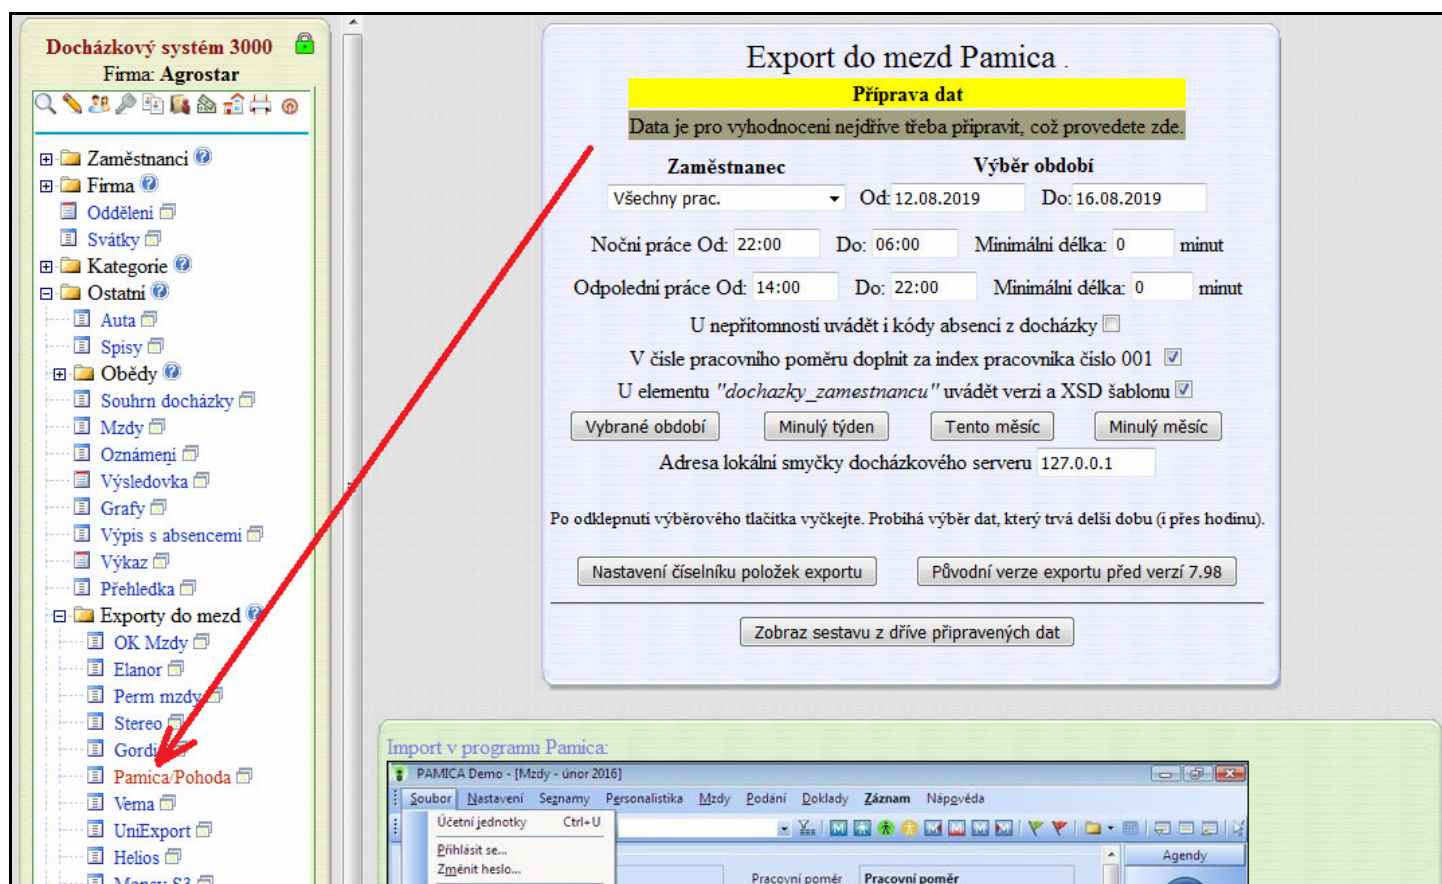 Docházkový systém 3000
Firma: Agrostar
Zaměstnanci
Firma
Oddělení
Svátky
Kategorie
Ostatní
Auta
Spisy
Obědy
Souhrn docházky
Mzdy
Oznámení
Výsledovka
Grafy
Výpis s absencemi
Výkaz
Přehledka
Exporty do mezd
OK Mzdy
Elanor
Perm mzdy
Stereo
Pamica/Pohoda
Vema
UniExport
Helios
Money S3
Export do mezd Pamica .
Příprava dat
Data je pro vyhodnocení nejdříve třeba připravit, což provedete zde.
Zaměstnanec Výběr období
Všechny prac. Od: 12.08.2019 Do: 16.08.2019
Noční práce Od: 22:00 Do: 06:00 Minimální délka: 0 minut
Odpolední práce Od: 14:00 Do: 22:00 Minimální délka: 0 minut
U nepřítomností uvádět i kódy absencí z docházky
V čísle pracovního poměru doplnit za index pracovníka číslo 001
U elementu "dochazky_zamestnancu" uvádět verzi a XSD šablonu
Vybrané období Minulý týden Tento měsíc Minulý měsíc
Adresa lokální smyčky docházkového serveru 127.0.0.1
Po odklepnutí výběrového tlačítka vyčkejte. Probíhá výběr dat, který trvá delší dobu (i přes hodinu).
Nastavení číselníku položek exportu Původní verze exportu před verzí 7.98
Zobraz sestavu z dříve připravených dat
Import v programu Pamica:
PAMICA Demo - [Mzdy - únor 2016]
Soubor Nastavení Seznamy Personalistika Mzdy Podání Doklady Záznam Nápověda
Účetní jednotky Ctrl+U
Přihlásit se...
Změnit heslo...
Agendy
Pracovní poměr Pracovní poměr